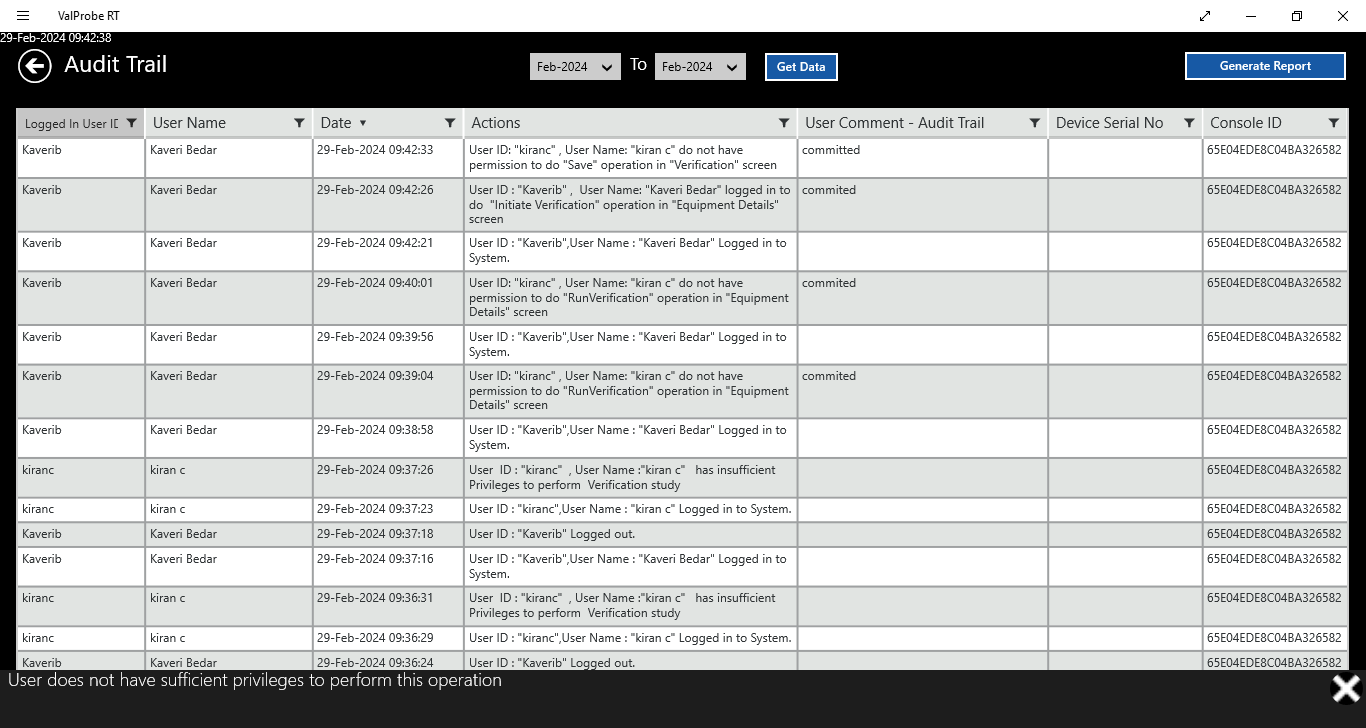 ValProbe RT
29-Feb-2024 09:42:38
Audit Trail
Feb-2024 To Feb-2024 Get Data Generate Report
Logged In User ID User Name Date Actions User Comment - Audit Trail Device Serial No Console ID
Kaverib Kaveri Bedar 29-Feb-2024 09:42:33 User ID: "kiranc" , User Name: "kiran c" do not have committed 65E04EDE8C04BA326582
permission to do "Save" operation in "Verification" screen
Kaverib Kaveri Bedar 29-Feb-2024 09:42:26 User ID : "Kaverib" ,  User Name: "Kaveri Bedar" logged in to commited 65E04EDE8C04BA326582
do  "Initiate Verification" operation in "Equipment Details"
screen
Kaverib Kaveri Bedar 29-Feb-2024 09:42:21 User ID : "Kaverib",User Name : "Kaveri Bedar" Logged in to 65E04EDE8C04BA326582
System.
Kaverib Kaveri Bedar 29-Feb-2024 09:40:01 User ID: "kiranc" , User Name: "kiran c" do not have commited 65E04EDE8C04BA326582
permission to do "RunVerification" operation in "Equipment
Details" screen
Kaverib Kaveri Bedar 29-Feb-2024 09:39:56 User ID : "Kaverib",User Name : "Kaveri Bedar" Logged in to 65E04EDE8C04BA326582
System.
Kaverib Kaveri Bedar 29-Feb-2024 09:39:04 User ID: "kiranc" , User Name: "kiran c" do not have commited 65E04EDE8C04BA326582
permission to do "RunVerification" operation in "Equipment
Details" screen
Kaverib Kaveri Bedar 29-Feb-2024 09:38:58 User ID : "Kaverib",User Name : "Kaveri Bedar" Logged in to 65E04EDE8C04BA326582
System.
kiranc kiran c 29-Feb-2024 09:37:26 User  ID : "kiranc"  , User Name :"kiran c"   has insufficient 65E04EDE8C04BA326582
Privileges to perform  Verification study
kiranc kiran c 29-Feb-2024 09:37:23 User ID : "kiranc",User Name : "kiran c" Logged in to System. 65E04EDE8C04BA326582
Kaverib Kaveri Bedar 29-Feb-2024 09:37:18 User ID : "Kaverib" Logged out. 65E04EDE8C04BA326582
Kaverib Kaveri Bedar 29-Feb-2024 09:37:16 User ID : "Kaverib",User Name : "Kaveri Bedar" Logged in to 65E04EDE8C04BA326582
System.
kiranc kiran c 29-Feb-2024 09:36:31 User  ID : "kiranc"  , User Name :"kiran c"   has insufficient 65E04EDE8C04BA326582
Privileges to perform  Verification study
kiranc kiran c 29-Feb-2024 09:36:29 User ID : "kiranc",User Name : "kiran c" Logged in to System. 65E04EDE8C04BA326582
Kaverib Kaveri Bedar 29-Feb-2024 09:36:24 User ID : "Kaverib" Logged out. 65E04EDE8C04BA326582
User does not have sufficient privileges to perform this operation